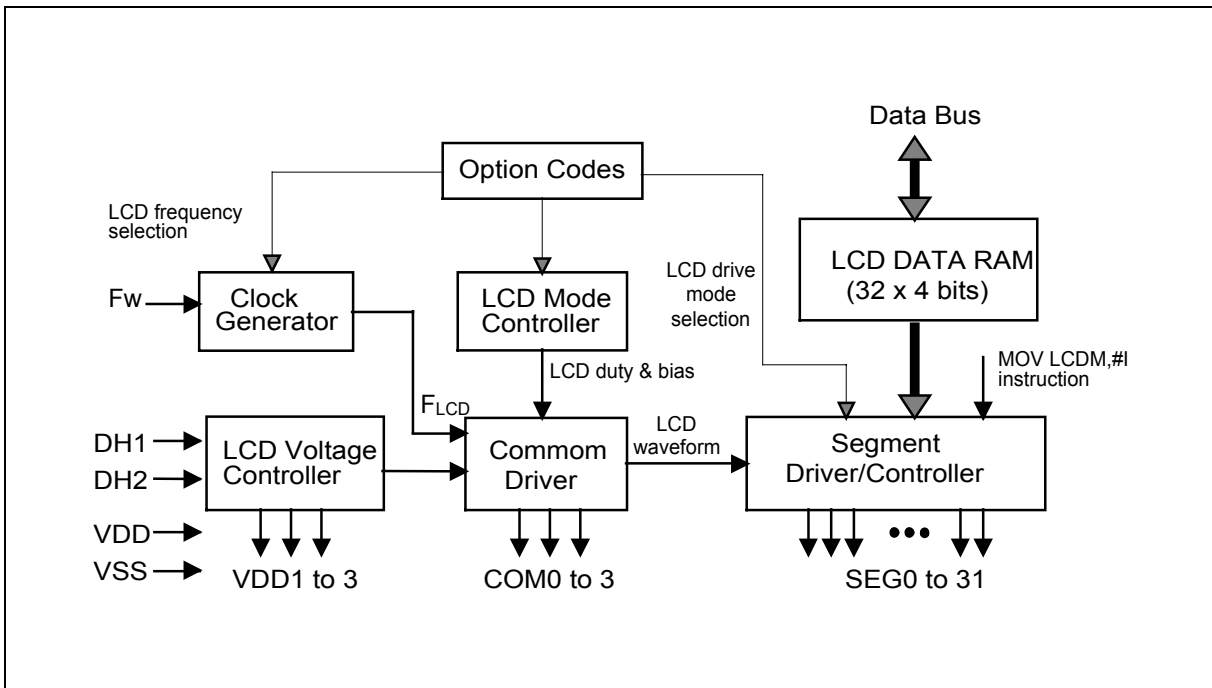 Data Bus
Option Codes
LCD frequency
selection
LCD DATA RAM
(32 x 4 bits)
LCD drive
mode
selection
Fw
Clock
Generator
LCD Mode
Controller
MOV LCDM,#I
instruction
LCD duty & bias
FLCD
DH1
DH2
VDD
VSS
LCD Voltage
Controller
Commom
Driver
LCD
waveform
Segment
Driver/Controller
•••
VDD1 to 3
COM0 to 3
SEG0 to 31